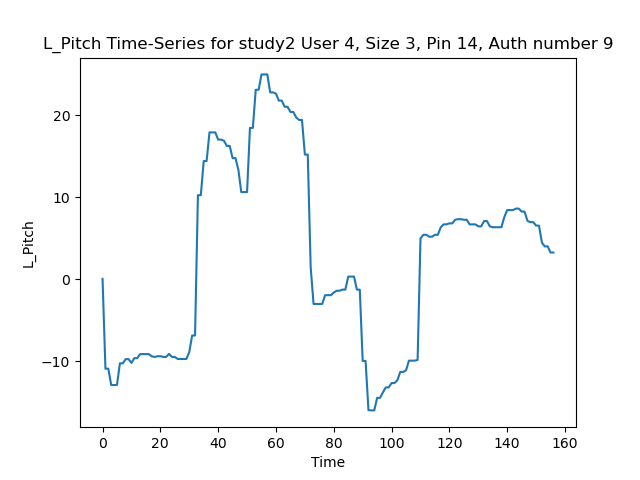 L_Pitch Time-Series for study2 User 4, Size 3, Pin 14, Auth number 9
20
10
0
−10
L_Pitch
0 20 40 60 80 100 120 140 160
Time